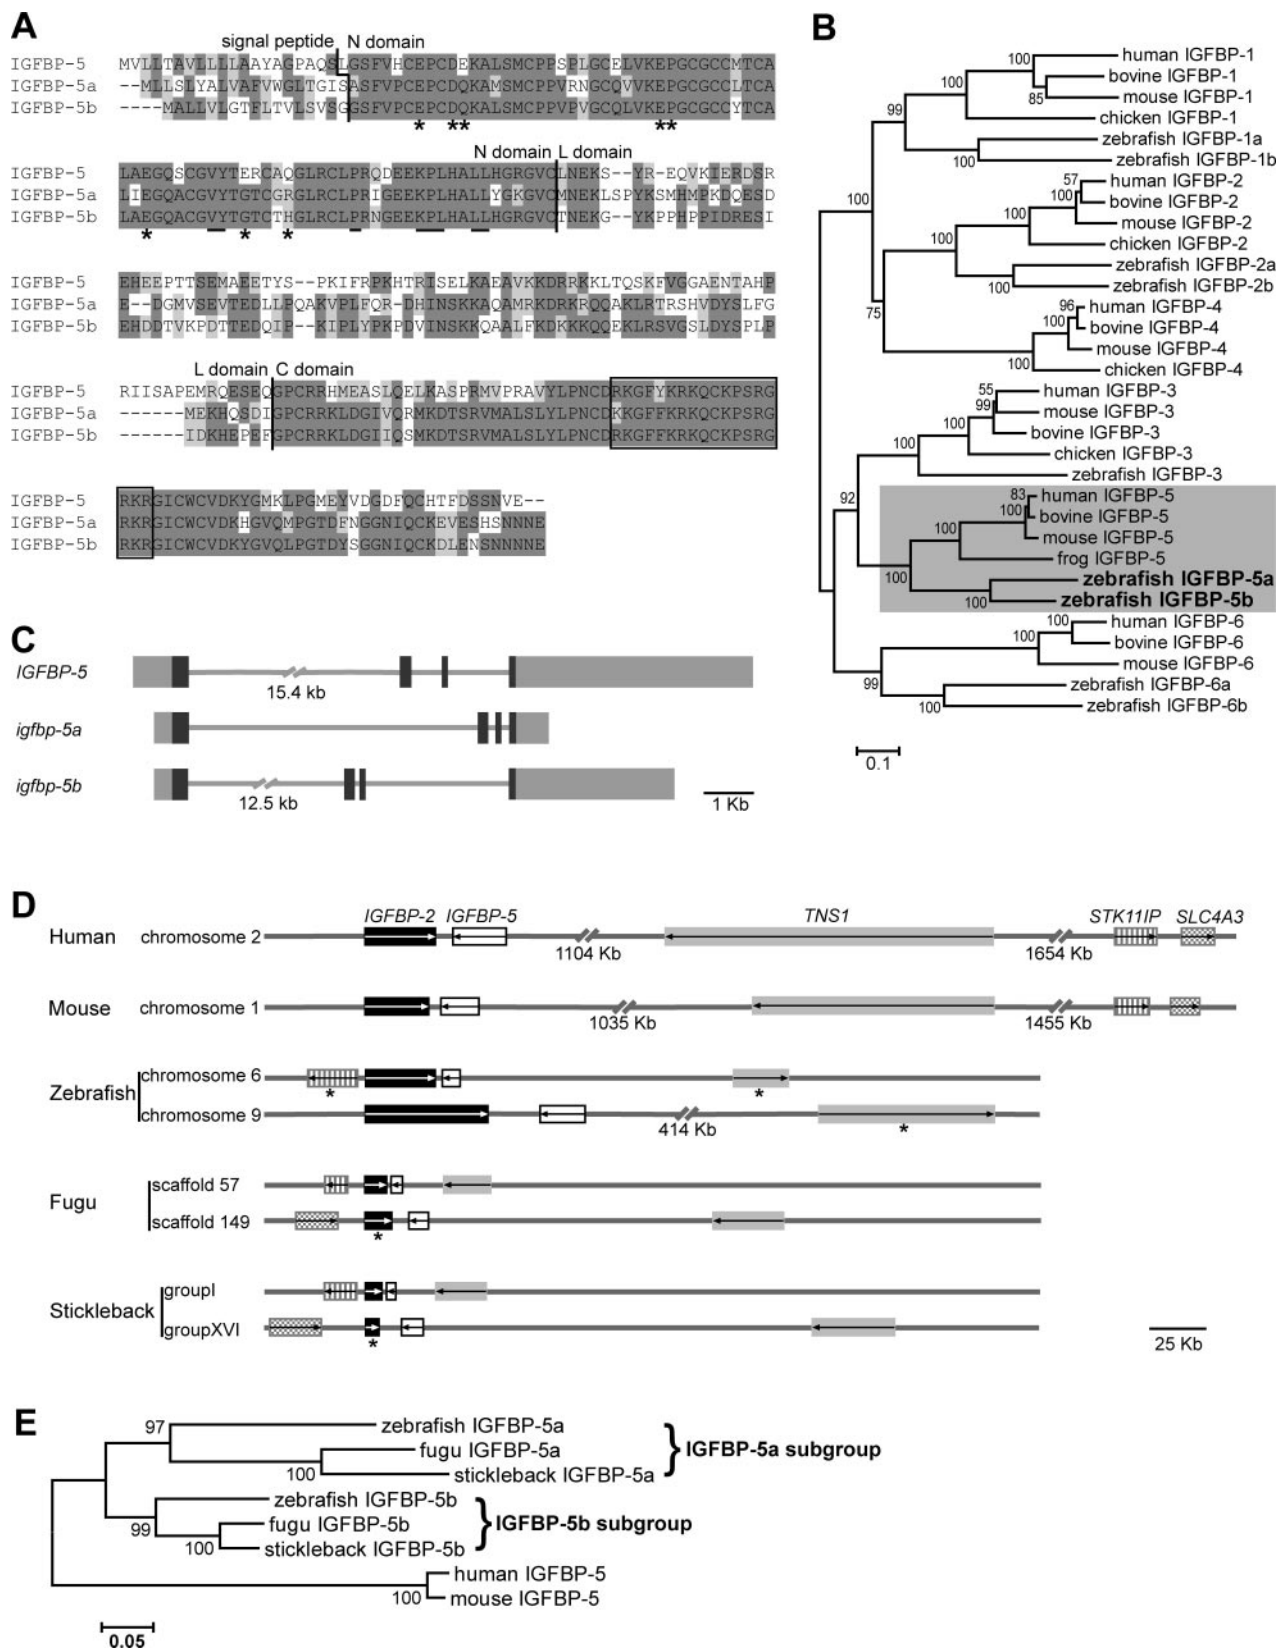 A
signal peptide N domain
IGFBP-5 MVLLTAVLLLLAAYAGPAQSLGSFVHCEPCDEKALSMCPPSPLGCELVKEPGCGCCMTCA
IGFBP-5a --MLLSLYALVAFVWGLTGISASFVPCEPCDQKAMSMCPPVRNGCQVVKEPGCGCCLTCA
IGFBP-5b ----MALLVLGTFLTVLSVSGGSFVPCEPCDQKALSMCPPVPVGCQLVKEPGCGCCYTCA
* ** **
N domain L domain
IGFBP-5 LAEGQSCGVYTERCAQGLRCLPRQDEEKPLHALLHGRGVCLNEKS--YR-EQVKIERDSR
IGFBP-5a LIEGQACGVYTGTCGRGLRCLPRIGEEKPLHALLYGKGVCTNEKLSPYKSMHMKDQESD
IGFBP-5b LAEGQACGVYTGTCTHGLRCLPRNGEEKPLHALLHGRGVCMNEKG--YKPPHPPIDRESI
* * *
IGFBP-5 EHEEPTTSEMAEETYS--PKIFRPKHTRISELKAEAVKKDRRKKLTQSKFVGGAENTAHP
IGFBP-5a E--DGMVSEVTEDLLPQAKVPLFQR-DHINSKKAQAMRKDRKRQQAKLRTRSHVDYSLFG
IGFBP-5b EHDDTVKPDTTEDQIP--KIPLYPKPDVINSKKQAALFKDKKKKQQEKLRSVGSLDYSPLP
L domain C domain
IGFBP-5 RIISAPEMRQESEQGPCRRHMEASLQELKASPRMVPRAVYLPNCDRKGFYKRKQCKPSRG
IGFBP-5a ------MEKHQSDIGPCRRKLDGIVQRMKDTSRVMALSLYLPNCDKKGFFKRKQCKPSRG
IGFBP-5b ------IDKHEPEFGPCRRKLDGIIQSMKDTSRVMALSLYLPNCDRKGFFKRKQCKPSRG
IGFBP-5 RKRGICWCVDKYGMKLPGMEYVDGDFQCHTFDSSNVE--
IGFBP-5a RKRGICWCVDKHGVQMPGTDFNGGNIQCKEVESHSNNNE
IGFBP-5b RKRGICWCVDKYGVQLPGTDYSGGNIQCKDLENSNNNNE
B
human IGFBP-1
bovine IGFBP-1
mouse IGFBP-1
chicken IGFBP-1
zebrafish IGFBP-1a
zebrafish IGFBP-1b
human IGFBP-2
bovine IGFBP-2
mouse IGFBP-2
chicken IGFBP-2
zebrafish IGFBP-2a
zebrafish IGFBP-2b
human IGFBP-4
bovine IGFBP-4
mouse IGFBP-4
chicken IGFBP-4
human IGFBP-3
mouse IGFBP-3
bovine IGFBP-3
chicken IGFBP-3
zebrafish IGFBP-3
human IGFBP-5
bovine IGFBP-5
mouse IGFBP-5
frog IGFBP-5
zebrafish IGFBP-5a
zebrafish IGFBP-5b
human IGFBP-6
bovine IGFBP-6
mouse IGFBP-6
zebrafish IGFBP-6a
zebrafish IGFBP-6b
100
100
85
99
100
57
100
100
100
100
100
75
96
100
100
55
99
100
100
92
83
100
100
100
100
100
100
99
100
0.1
C
IGFBP-5
15.4 kb
igfbp-5a
igfbp-5b
12.5 kb
1 Kb
D
IGFBP-2 IGFBP-5 TNS1 STK11IP SLC4A3
Human chromosome 2
1104 Kb 1654 Kb
Mouse chromosome 1
1035 Kb 1455 Kb
Zebrafish
chromosome 6
* *
chromosome 9
414 Kb *
Fugu
scaffold 57
scaffold 149
*
Stickleback
groupI
groupXVI
*
25 Kb
E
97 zebrafish IGFBP-5a
fugu IGFBP-5a
100 stickleback IGFBP-5a
IGFBP-5a subgroup
zebrafish IGFBP-5b
99 fugu IGFBP-5b
100 stickleback IGFBP-5b
IGFBP-5b subgroup
human IGFBP-5
100 mouse IGFBP-5
0.05